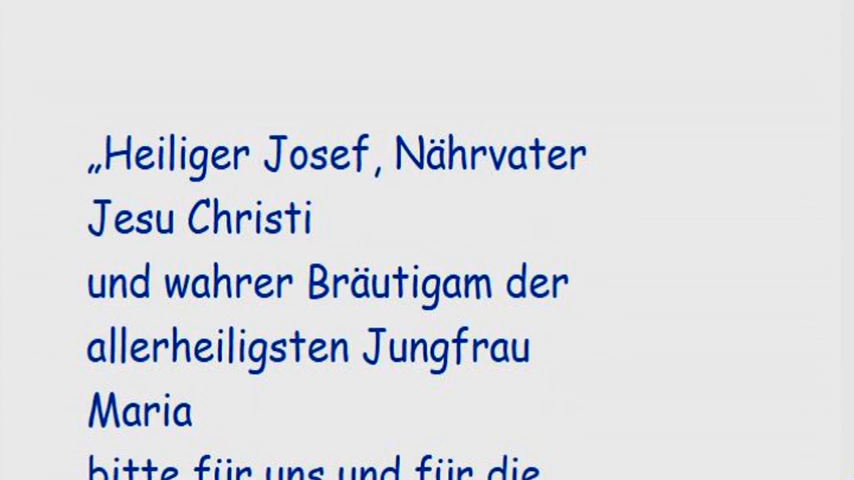 „Heiliger Josef, Nährvater
Jesu Christi
und wahrer Bräutigam der
allerheiligsten Jungfrau
Maria
bitte für uns und für die